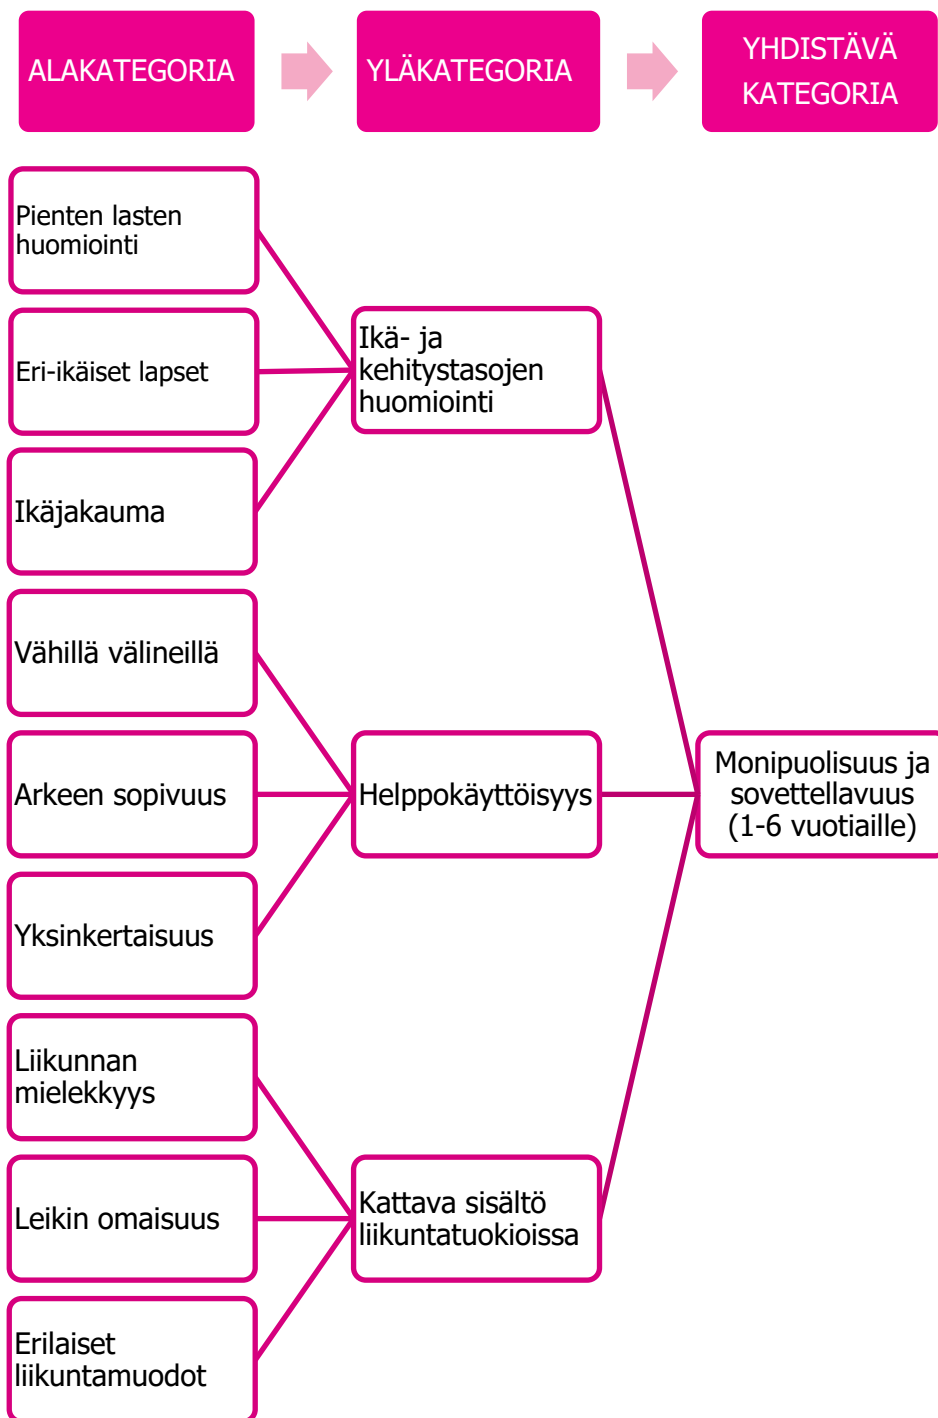 ALAKATEGORIA
YLÄKATEGORIA
YHDISTÄVÄ
KATEGORIA
Pienten lasten
huomiointi
Eri-ikäiset lapset
Ikäjakauma
Ikä- ja
kehitystasojen
huomiointi
Vähillä välineillä
Arkeen sopivuus
Yksinkertaisuus
Helppokäyttöisyys
Monipuolisuus ja
sovettellavuus
(1-6 vuotiaille)
Liikunnan
mielekkyys
Leikin omaisuus
Erilaiset
liikuntamuodot
Kattava sisältö
liikuntatuokioissa